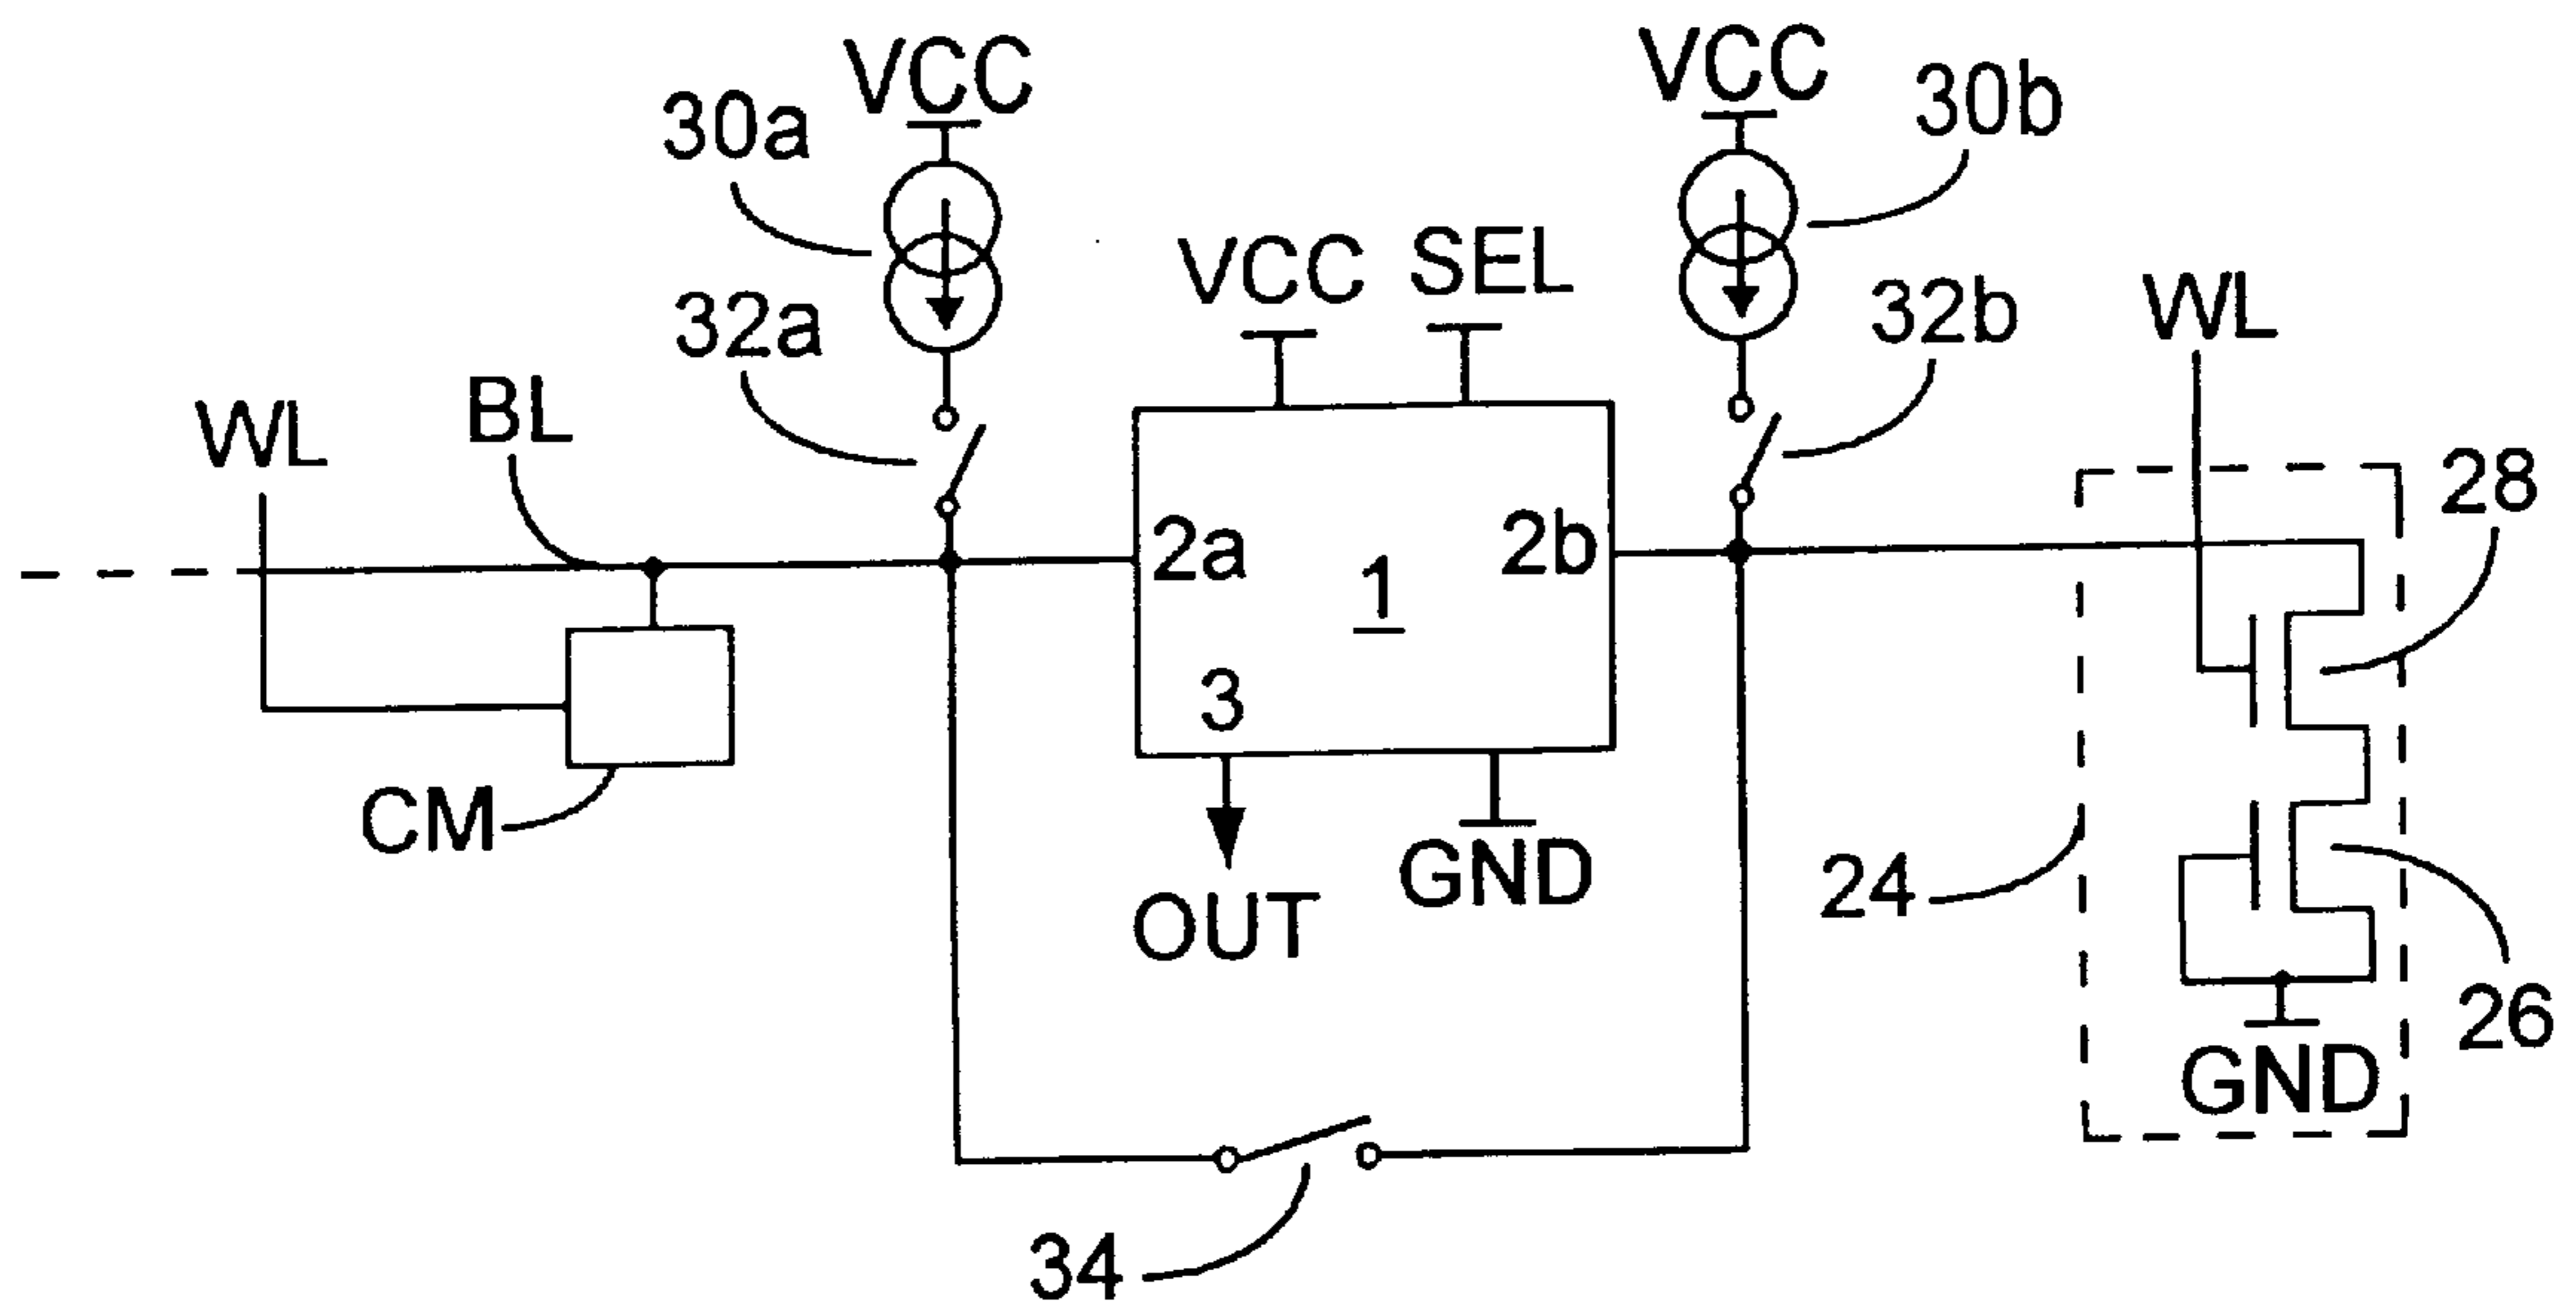 VCC
VCC
30a
30b
VCC
SEL
32a
32b
WL
WL
BL
28
2a
2b
1
3
CM
24
GND
OUT
26
GND
34